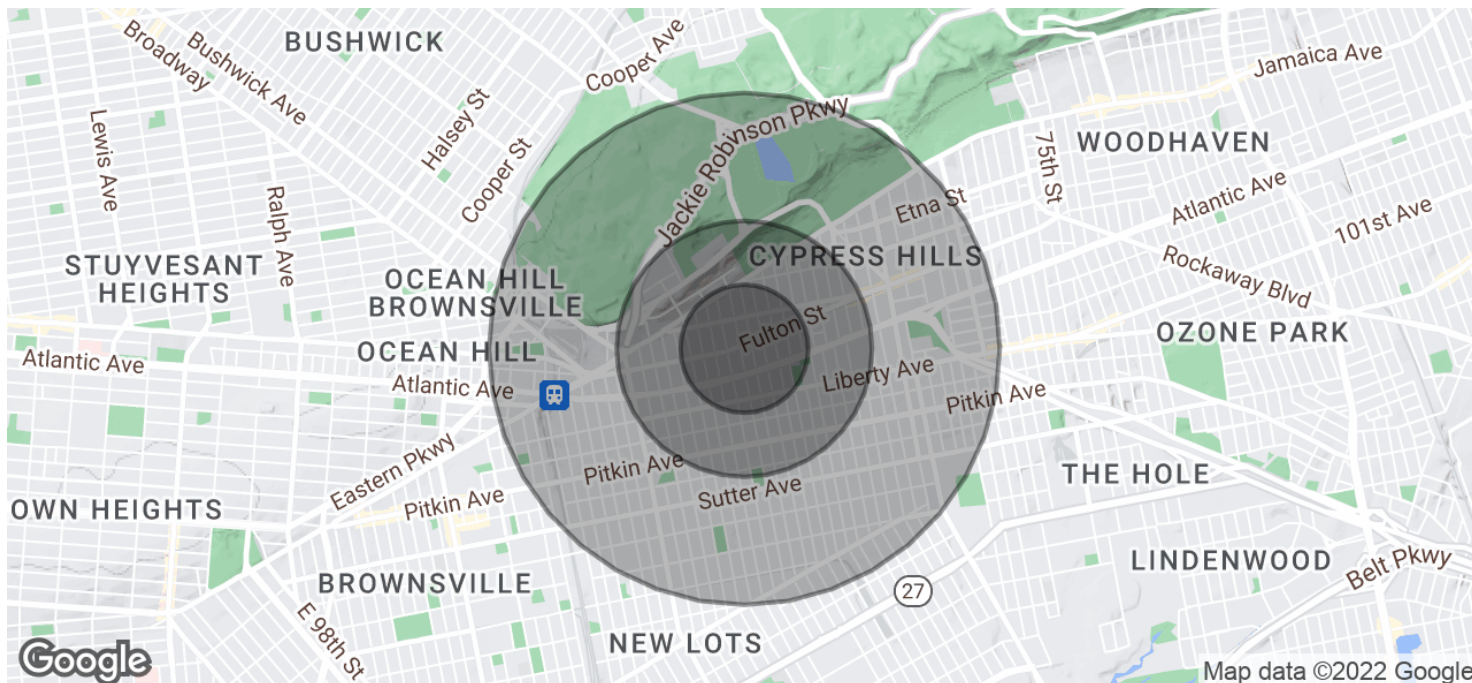 BUSHWICK
Broadway
Bushwick Ave
Cooper Ave
Jamaica Ave
Lewis Ave
Halsey St
Cooper St
Jackie Robinson Pkwy
75th St
WOODHAVEN
Ralph Ave
Etna St
Atlantic Ave
101st Ave
STUYVESANT
HEIGHTS
OCEAN HILL
BROWNSVILLE
CYPRESS HILLS
Rockaway Blvd
OCEAN HILL
Fulton St
OZONE PARK
Atlantic Ave
Atlantic Ave
Liberty Ave
Pitkin Ave
Eastern Pkwy
Pitkin Ave
Pitkin Ave
Sutter Ave
THE HOLE
OWN HEIGHTS
BROWNSVILLE
LINDENWOOD
Belt Pkwy
27
E 98th St
NEW LOTS
Google
Map data ©2022 Google